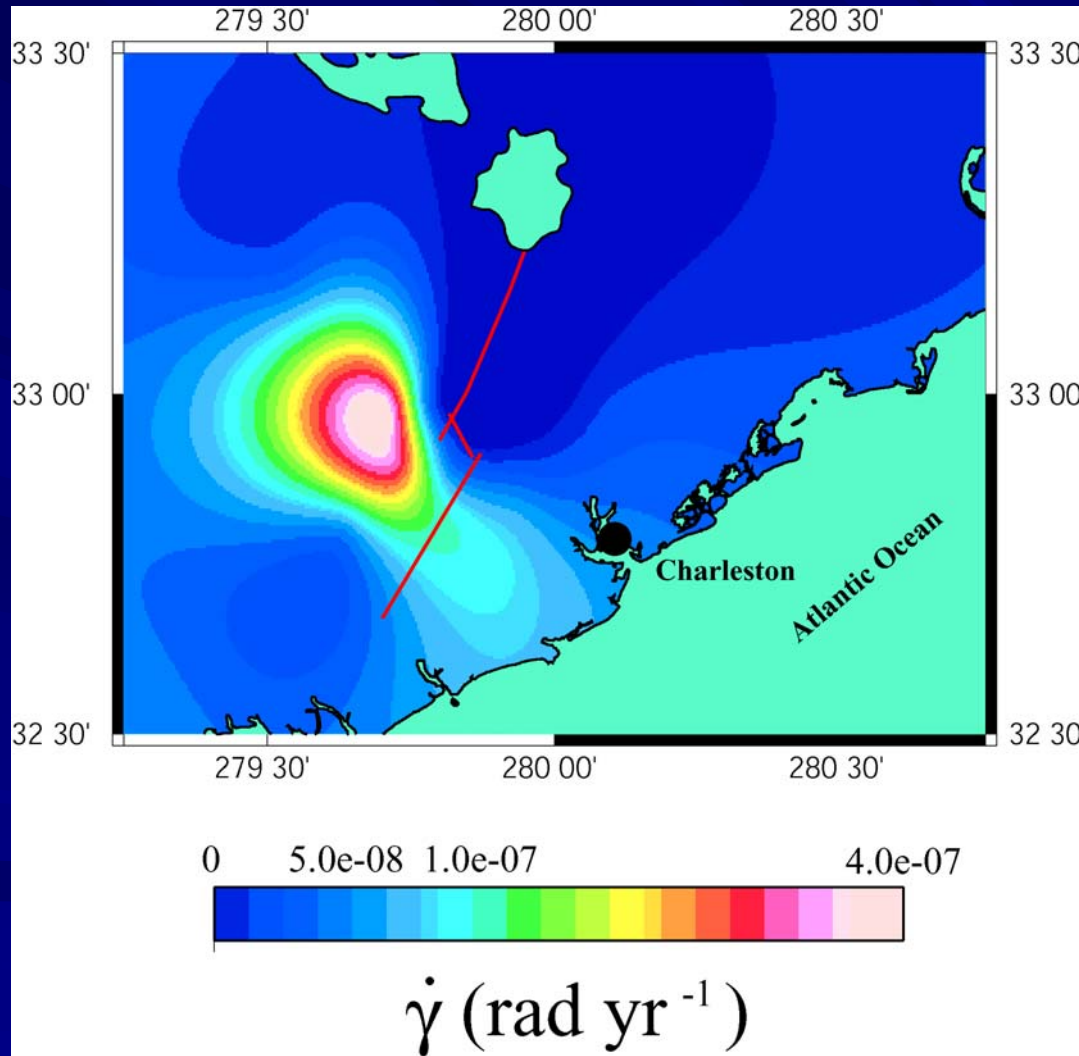 279 30' 280 00' 280 30'
33 30' 33 30'
33 00' 33 00'
Charleston
Atlantic Ocean
32 30' 32 30'
279 30' 280 00' 280 30'
0 5.0e-08 1.0e-07 4.0e-07
γ̇ (rad yr ⁻¹)